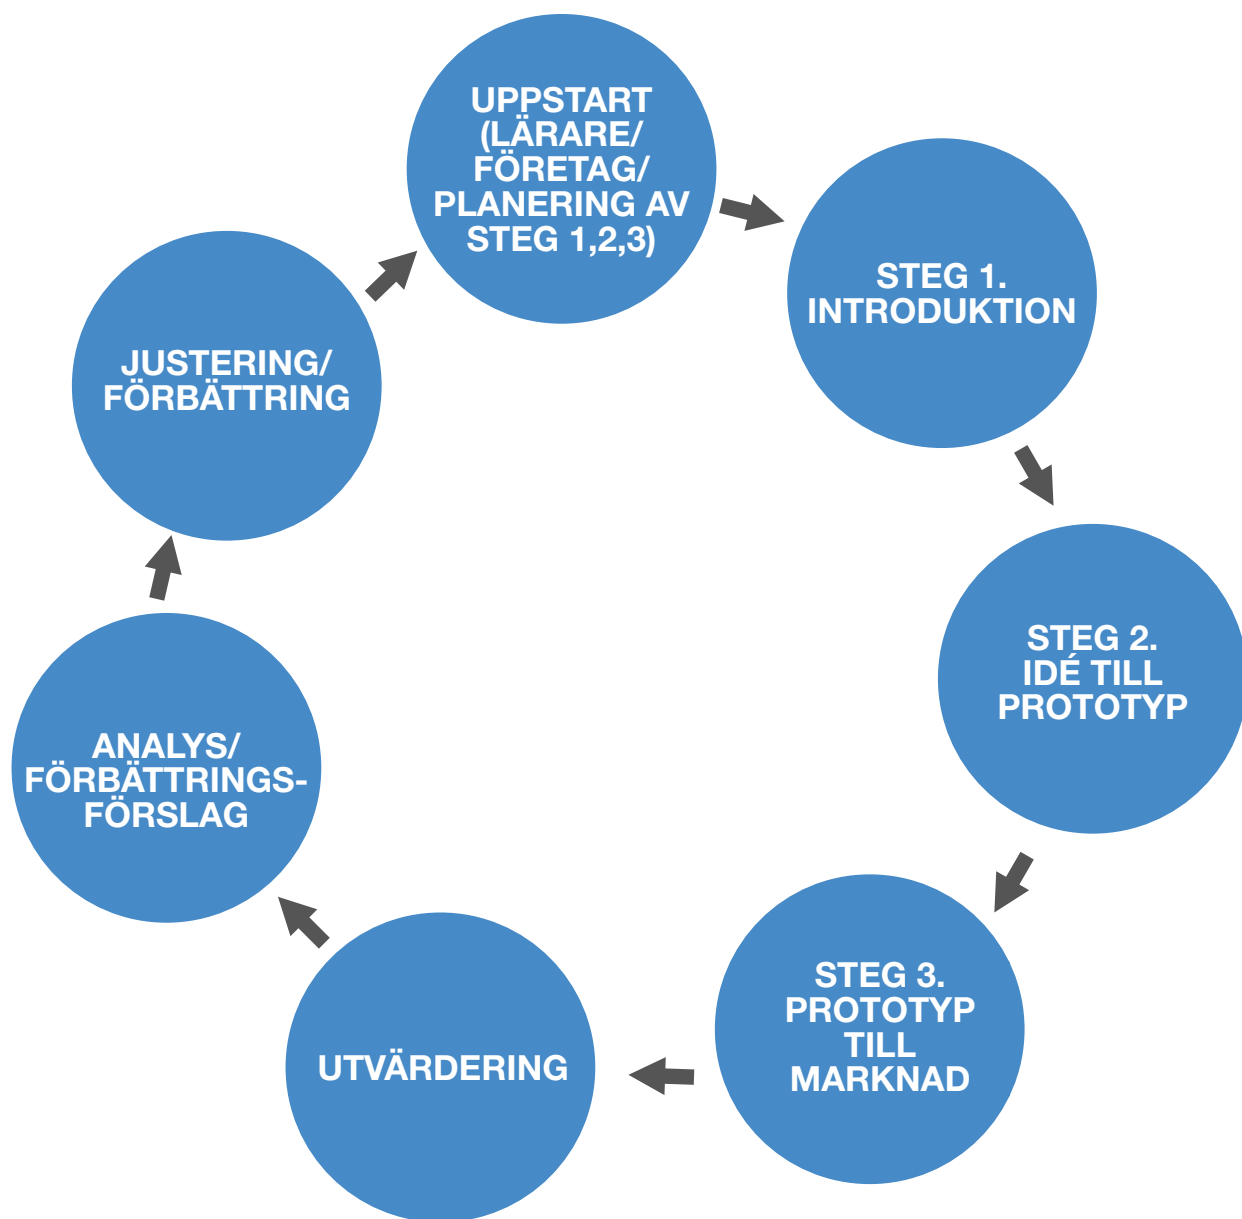 UPPSTART
(LÄRARE/
FÖRETAG/
PLANERING AV
STEG 1,2,3)
STEG 1.
INTRODUKTION
STEG 2.
IDÉ TILL
PROTOTYP
STEG 3.
PROTOTYP
TILL
MARKNAD
UTVÄRDERING
ANALYS/
FÖRBÄTTRINGS-
FÖRSLAG
JUSTERING/
FÖRBÄTTRING